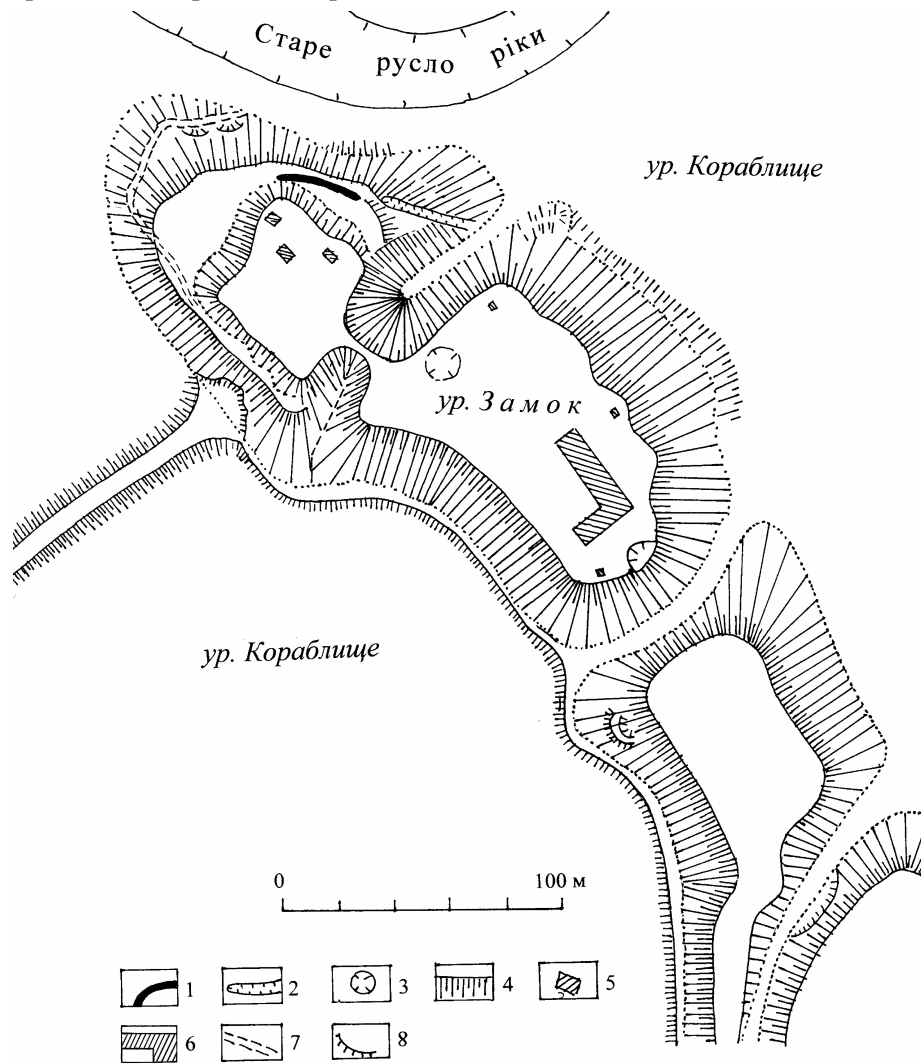 Старе русло ріки
ур. Кораблище
ур. Замок
ур. Кораблище
0 100 м
1 2 3 4 5
6 7 8